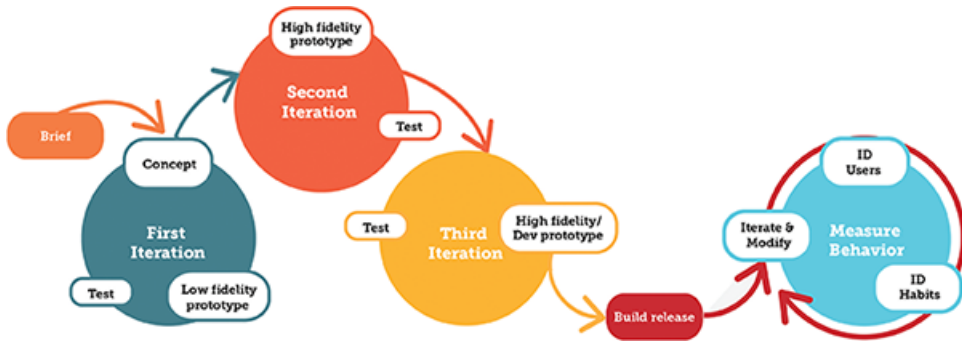 Brief
Concept
First
Iteration
Test
Low fidelity
prototype
High fidelity
prototype
Second
Iteration
Test
Test
Third
Iteration
High fidelity/
Dev prototype
Build release
Iterate &
Modify
ID
Users
Measure
Behavior
ID
Habits